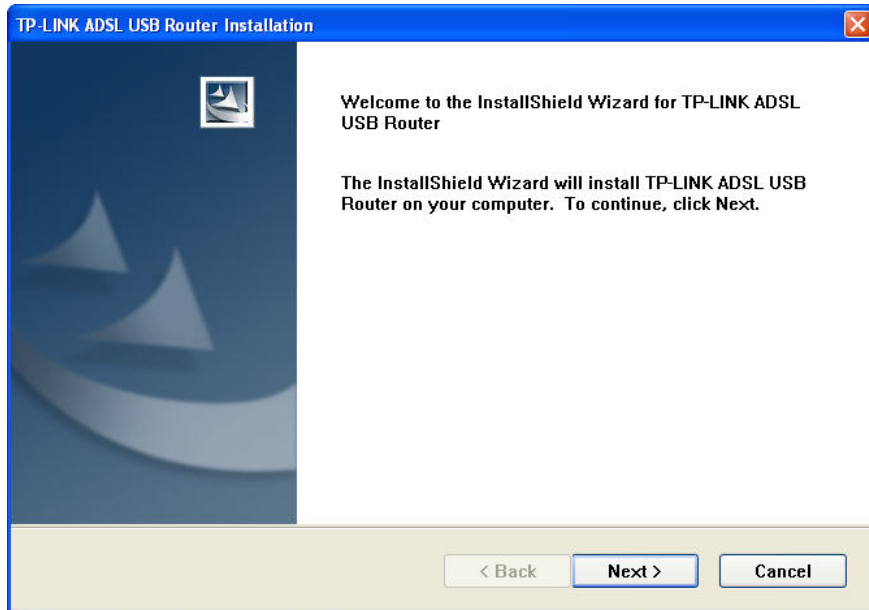 TP-LINK ADSL USB Router Installation
Welcome to the InstallShield Wizard for TP-LINK ADSL
USB Router
The InstallShield Wizard will install TP-LINK ADSL USB
Router on your computer.  To continue, click Next.
< Back
Next >
Cancel